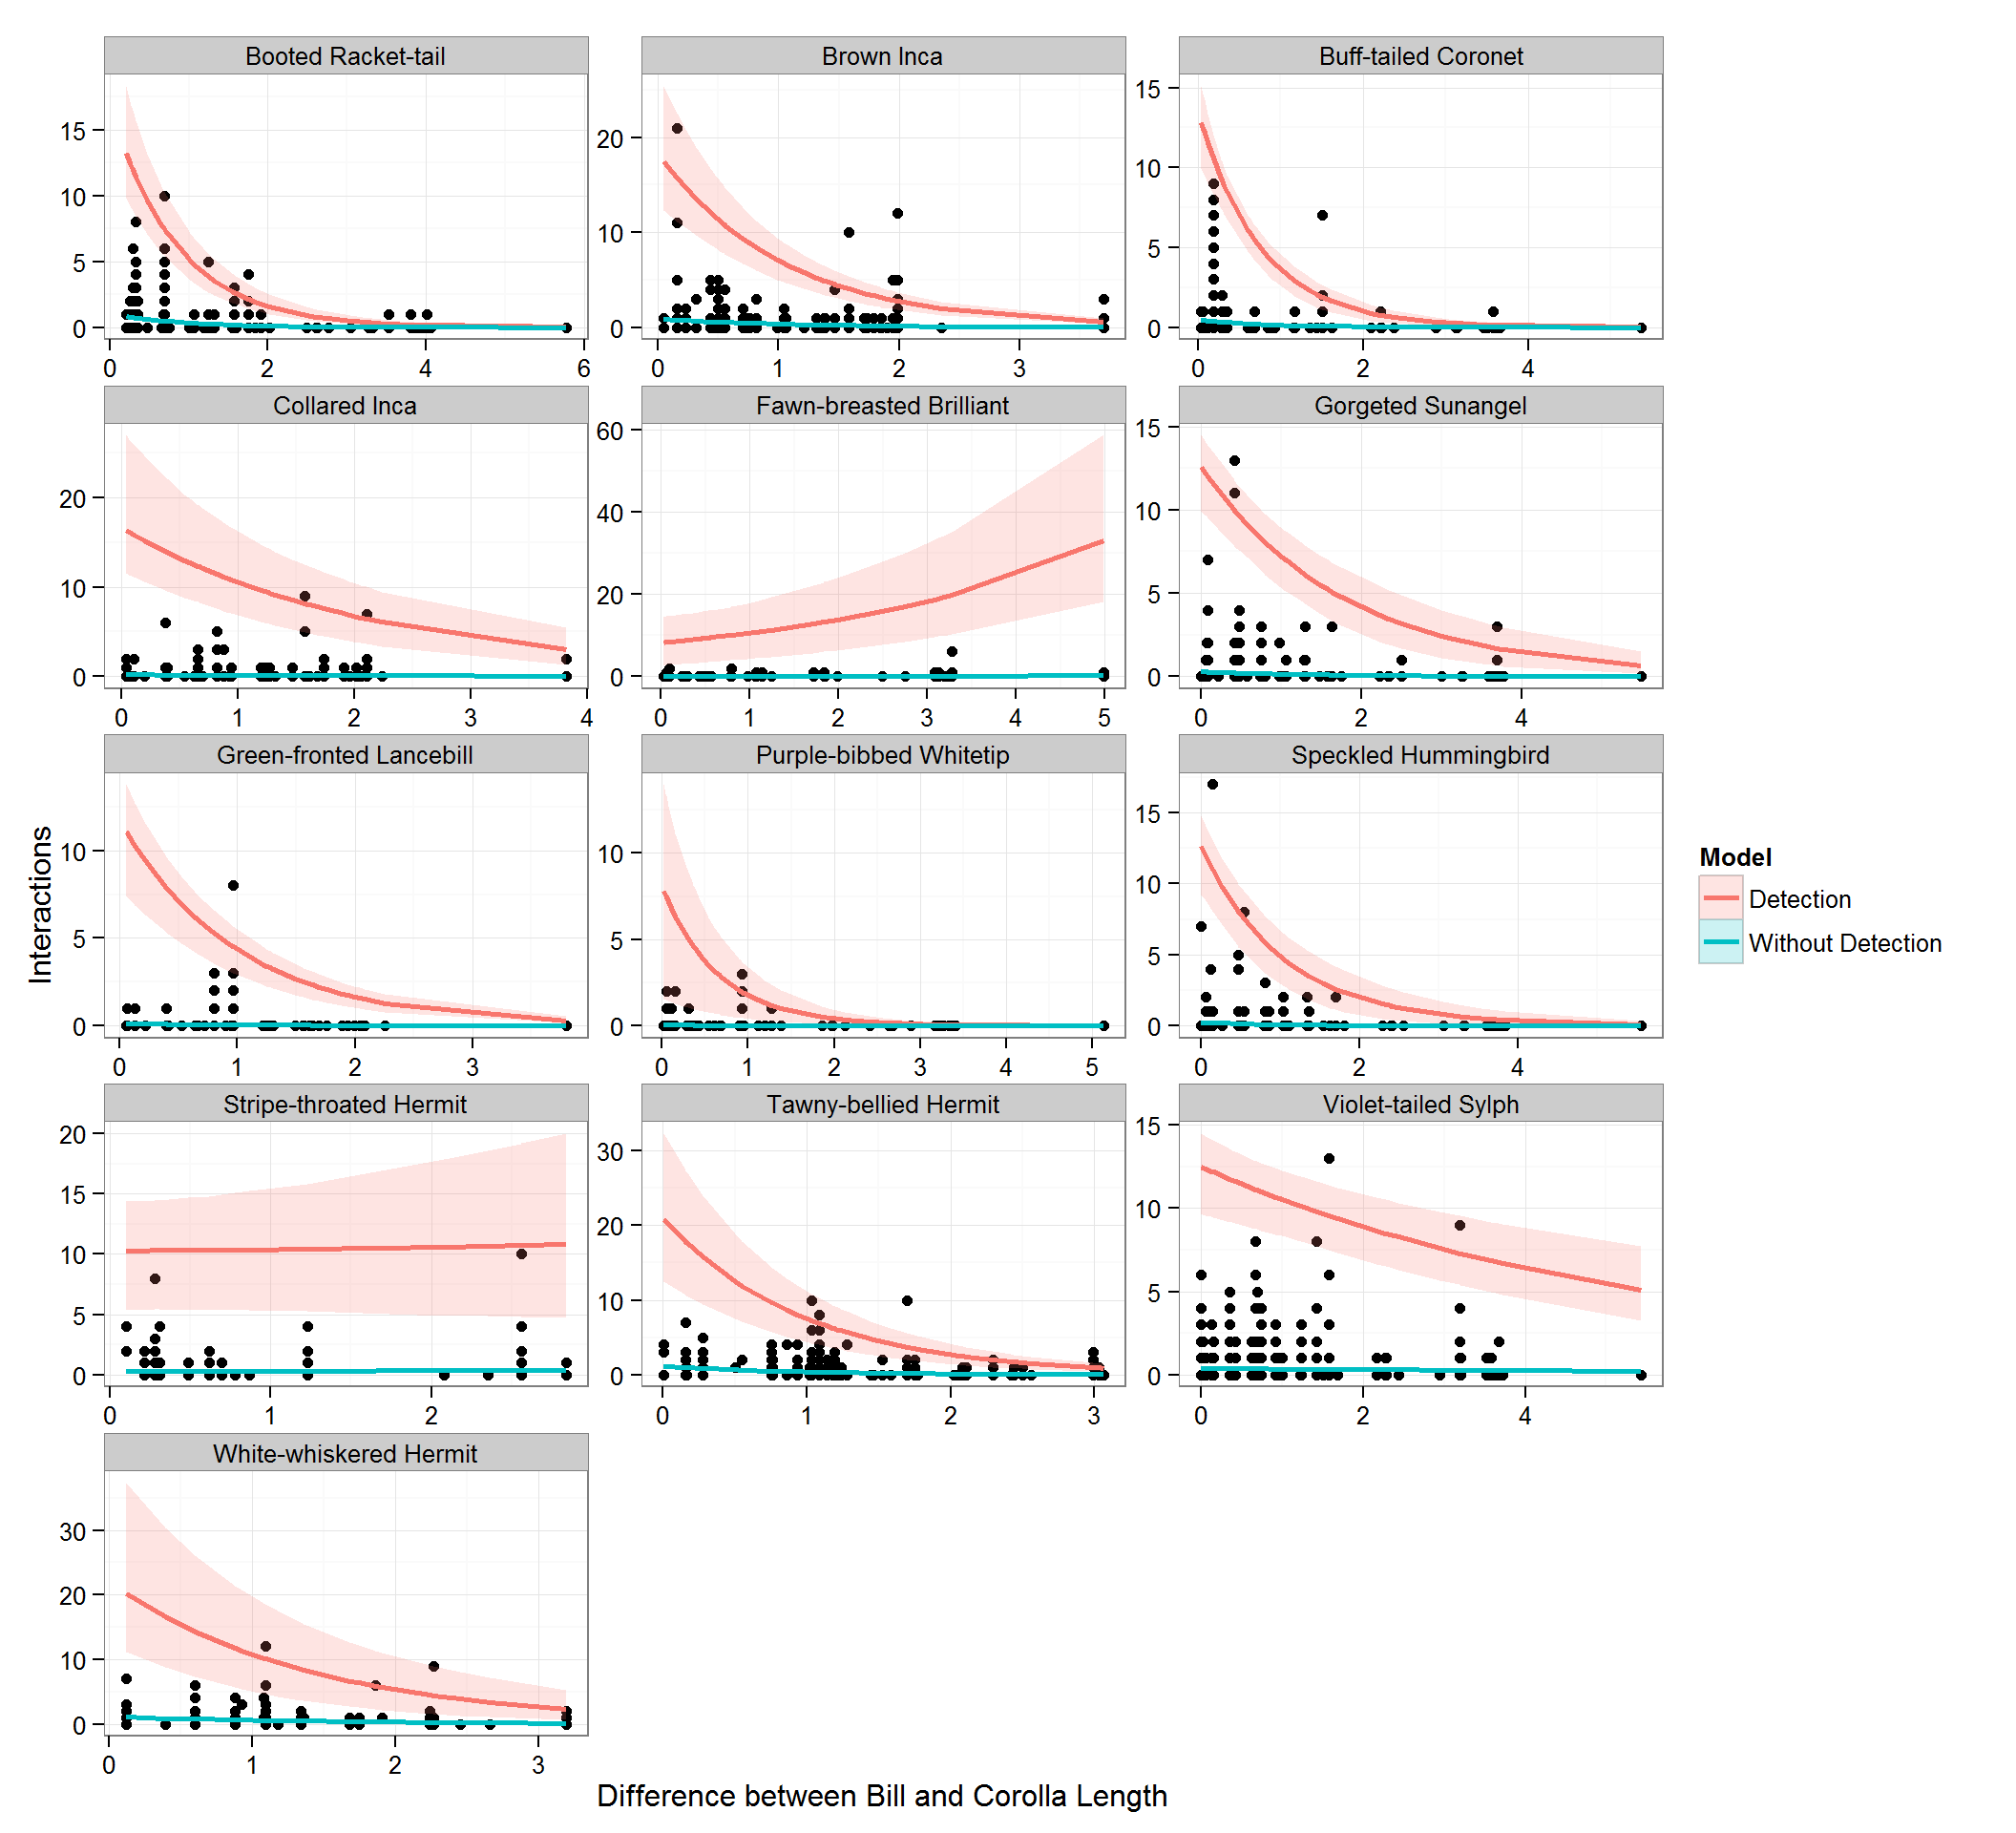 Booted Racket-tail
Brown Inca
Buff-tailed Coronet
15
10
5
0
0 2 4 6
20
10
0
0 1 2 3
15
10
5
0
0 2 4
Collared Inca
Fawn-breasted Brilliant
Gorgeted Sunangel
20
10
0
0 1 2 3 4
60
40
20
0
0 1 2 3 4 5
15
10
5
0
0 2 4
Green-fronted Lancebill
Purple-bibbed Whitetip
Speckled Hummingbird
10
5
0
0 1 2 3
10
5
0
0 1 2 3 4 5
15
10
5
0
0 2 4
Stripe-throated Hermit
Tawny-bellied Hermit
Violet-tailed Sylph
20
15
10
5
0
0 1 2
30
20
10
0
0 1 2 3
15
10
5
0
0 2 4
White-whiskered Hermit
30
20
10
0
0 1 2 3
Interactions
Difference between Bill and Corolla Length
Model
Detection
Without Detection